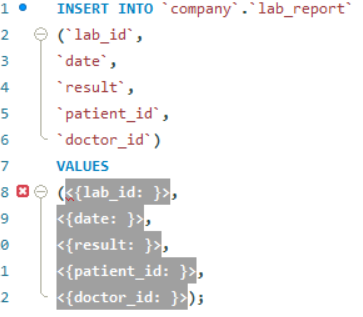 1 INSERT INTO `company`.`lab_report`
2 (`lab_id`,
3 `date`,
4 `result`,
5 `patient_id`,
6 `doctor_id`)
7 VALUES
8 (<{lab_id: }>,
9 <{date: }>,
0 <{result: }>,
1 <{patient_id: }>,
2 <{doctor_id: }>);